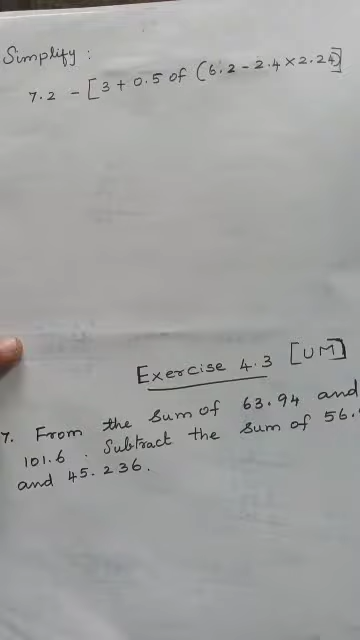 Simplify :
7.2 - [3 + 0.5 of (6.2 - 2.4 × 2.24)]
Exercise 4.3 [UM]
7. From the sum of 63.94 and
101.6 . Subtract the sum of 56.
and 45.236.